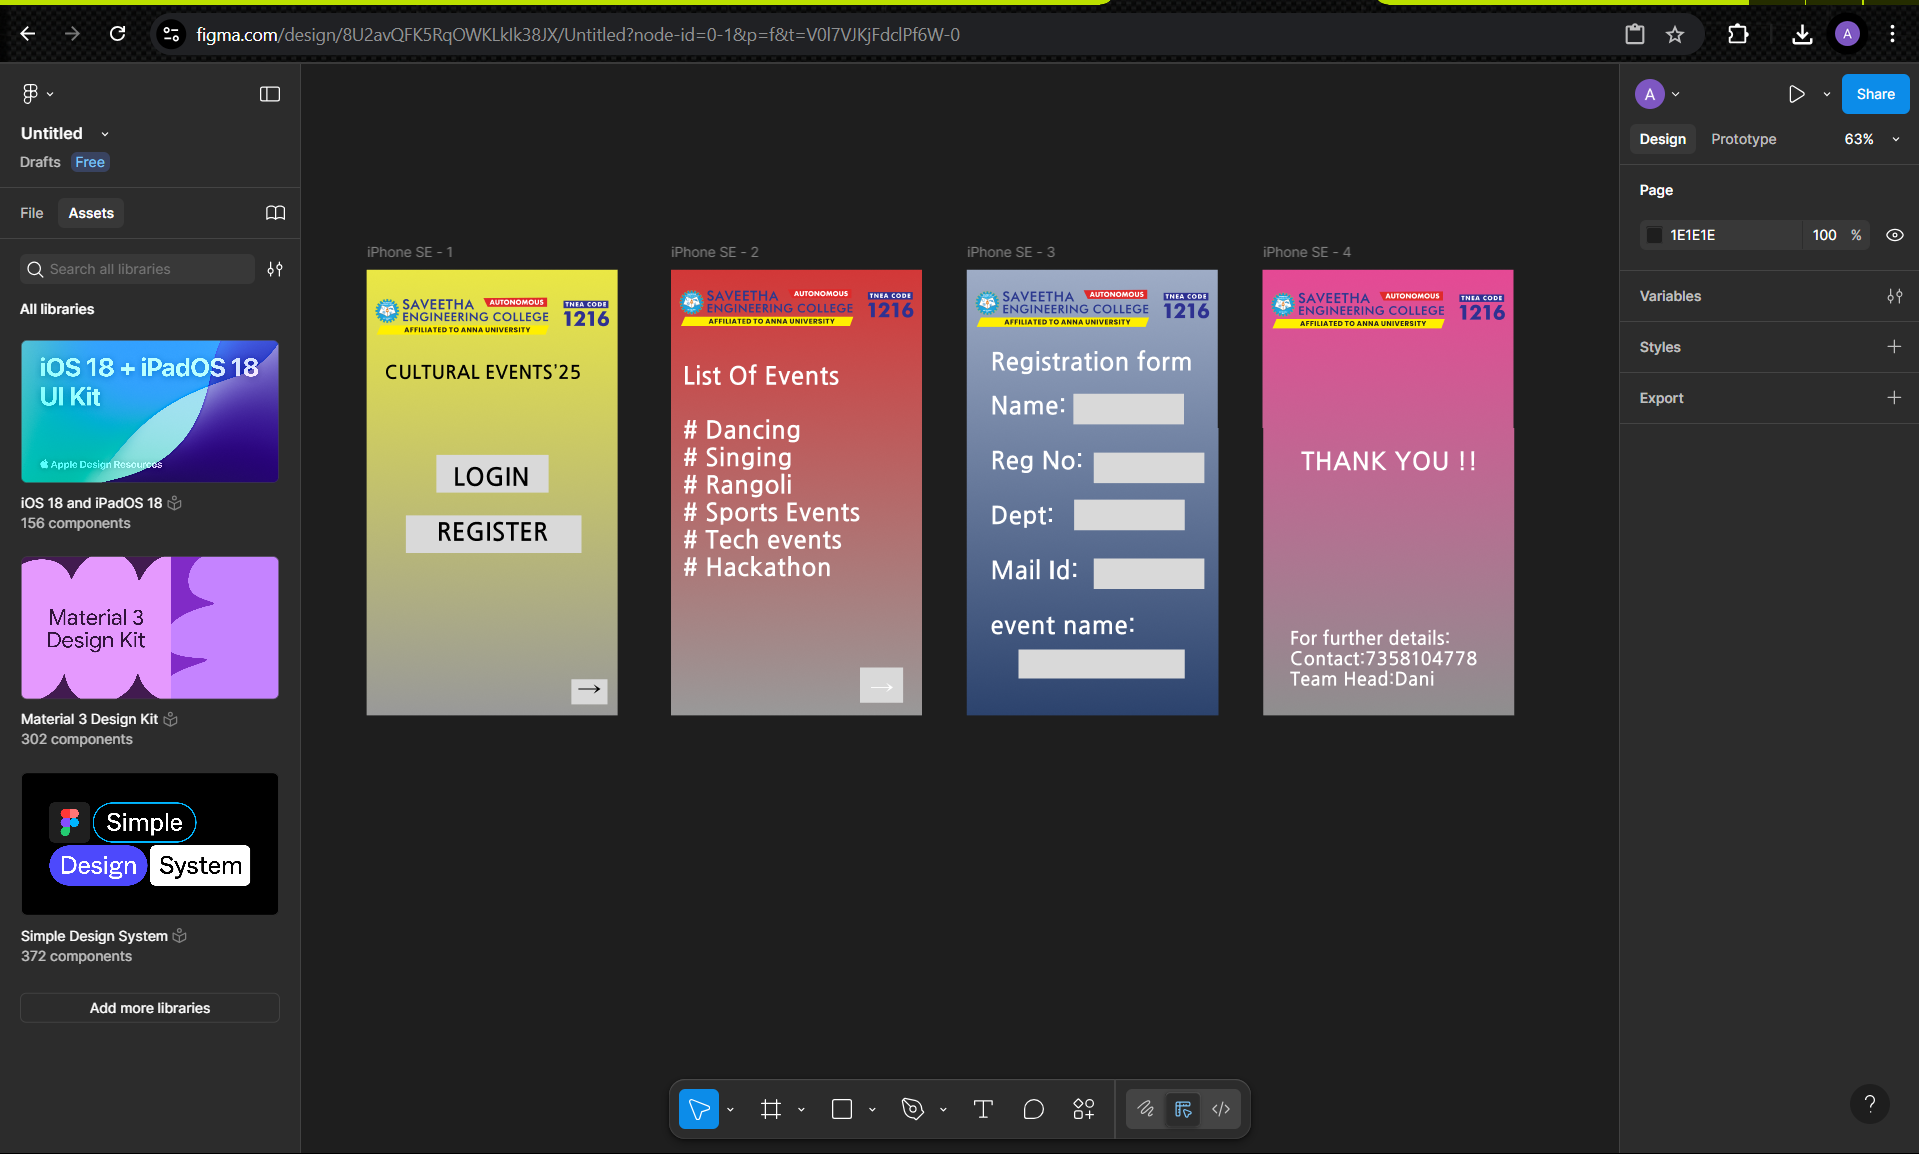 figma.com/design/8U2avQFK5RqOWKLkIk38JX/Untitled?node-id=0-1&p=f&t=V0l7VJKjFdclPf6W-0
A
Untitled
Drafts Free
File Assets
Search all libraries
All libraries
iOS 18 + iPadOS 18
UI Kit
Apple Design Resources
iOS 18 and iPadOS 18
156 components
Material 3
Design Kit
Material 3 Design Kit
302 components
Simple
Design System
Simple Design System
372 components
Add more libraries
iPhone SE - 1
SAVEETHA AUTONOMOUS
ENGINEERING COLLEGE
AFFILIATED TO ANNA UNIVERSITY
TNEA CODE
1216
CULTURAL EVENTS'25
LOGIN
REGISTER
→
iPhone SE - 2
SAVEETHA AUTONOMOUS
ENGINEERING COLLEGE
AFFILIATED TO ANNA UNIVERSITY
TNEA CODE
1216
List Of Events
# Dancing
# Singing
# Rangoli
# Sports Events
# Tech events
# Hackathon
→
iPhone SE - 3
SAVEETHA AUTONOMOUS
ENGINEERING COLLEGE
AFFILIATED TO ANNA UNIVERSITY
TNEA CODE
1216
Registration form
Name:
Reg No:
Dept:
Mail Id:
event name:
iPhone SE - 4
SAVEETHA AUTONOMOUS
ENGINEERING COLLEGE
AFFILIATED TO ANNA UNIVERSITY
TNEA CODE
1216
THANK YOU !!
For further details:
Contact:7358104778
Team Head:Dani
A
Share
Design Prototype 63%
Page
1E1E1E 100 %
Variables
Styles
Export
?